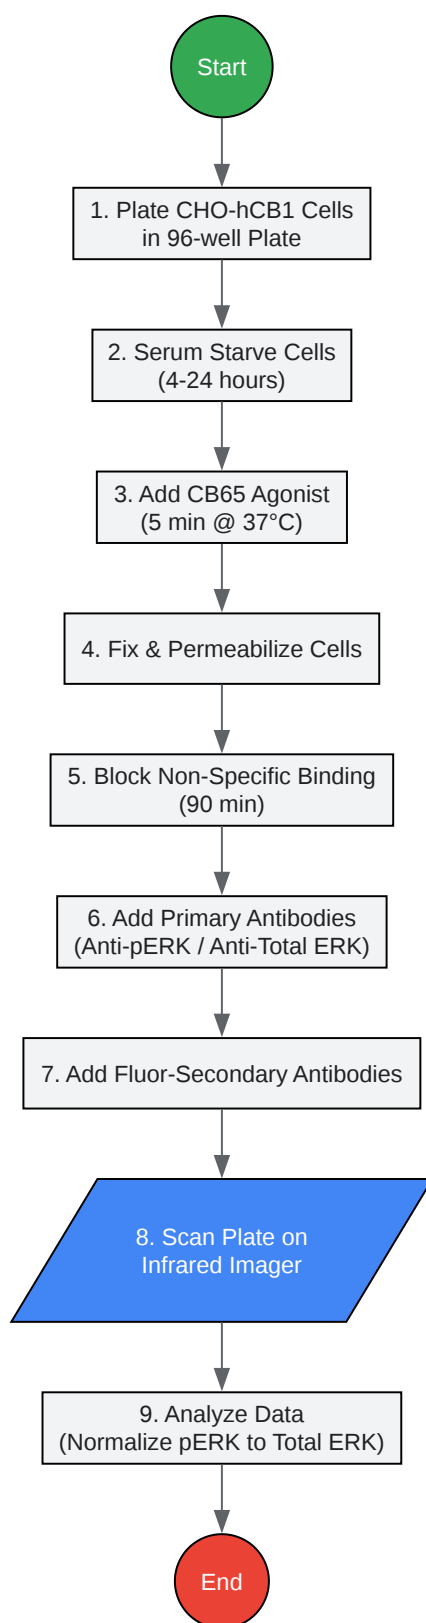 Start
1. Plate CHO-hCB1 Cells
in 96-well Plate
2. Serum Starve Cells
(4-24 hours)
3. Add CB65 Agonist
(5 min @ 37°C)
4. Fix & Permeabilize Cells
5. Block Non-Specific Binding
(90 min)
6. Add Primary Antibodies
(Anti-pERK / Anti-Total ERK)
7. Add Fluor-Secondary Antibodies
8. Scan Plate on
Infrared Imager
9. Analyze Data
(Normalize pERK to Total ERK)
End